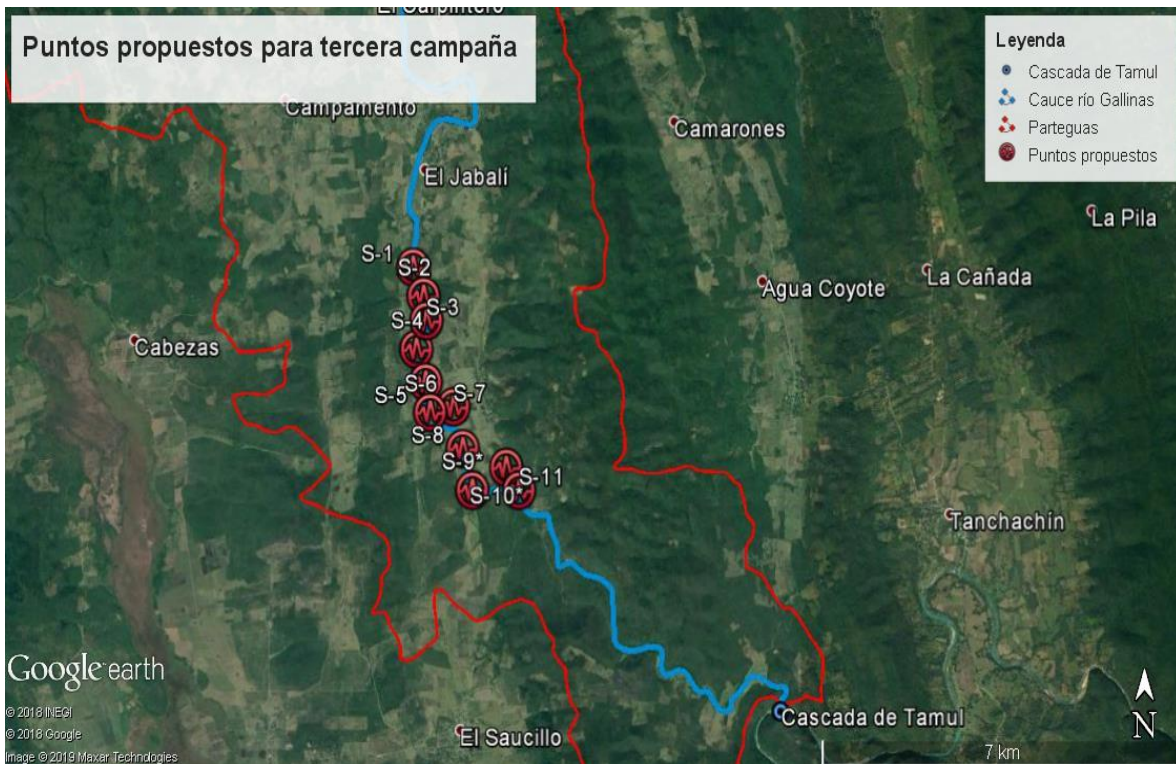 El Carpintero
Puntos propuestos para tercera campaña
Leyenda
Cascada de Tamul
Cauce río Gallinas
Parteguas
Puntos propuestos
Campamento
Camarones
El Jabalí
La Pila
S-1
S-2
Agua Coyote
La Cañada
S-3
S-4
Cabezas
S-6
S-5
S-7
S-8
S-9*
S-11
S-10*
Tanchachín
Google earth
© 2018 INEGI
© 2018 Google
Image © 2019 Maxar Technologies
El Saucillo
Cascada de Tamul
N
7 km